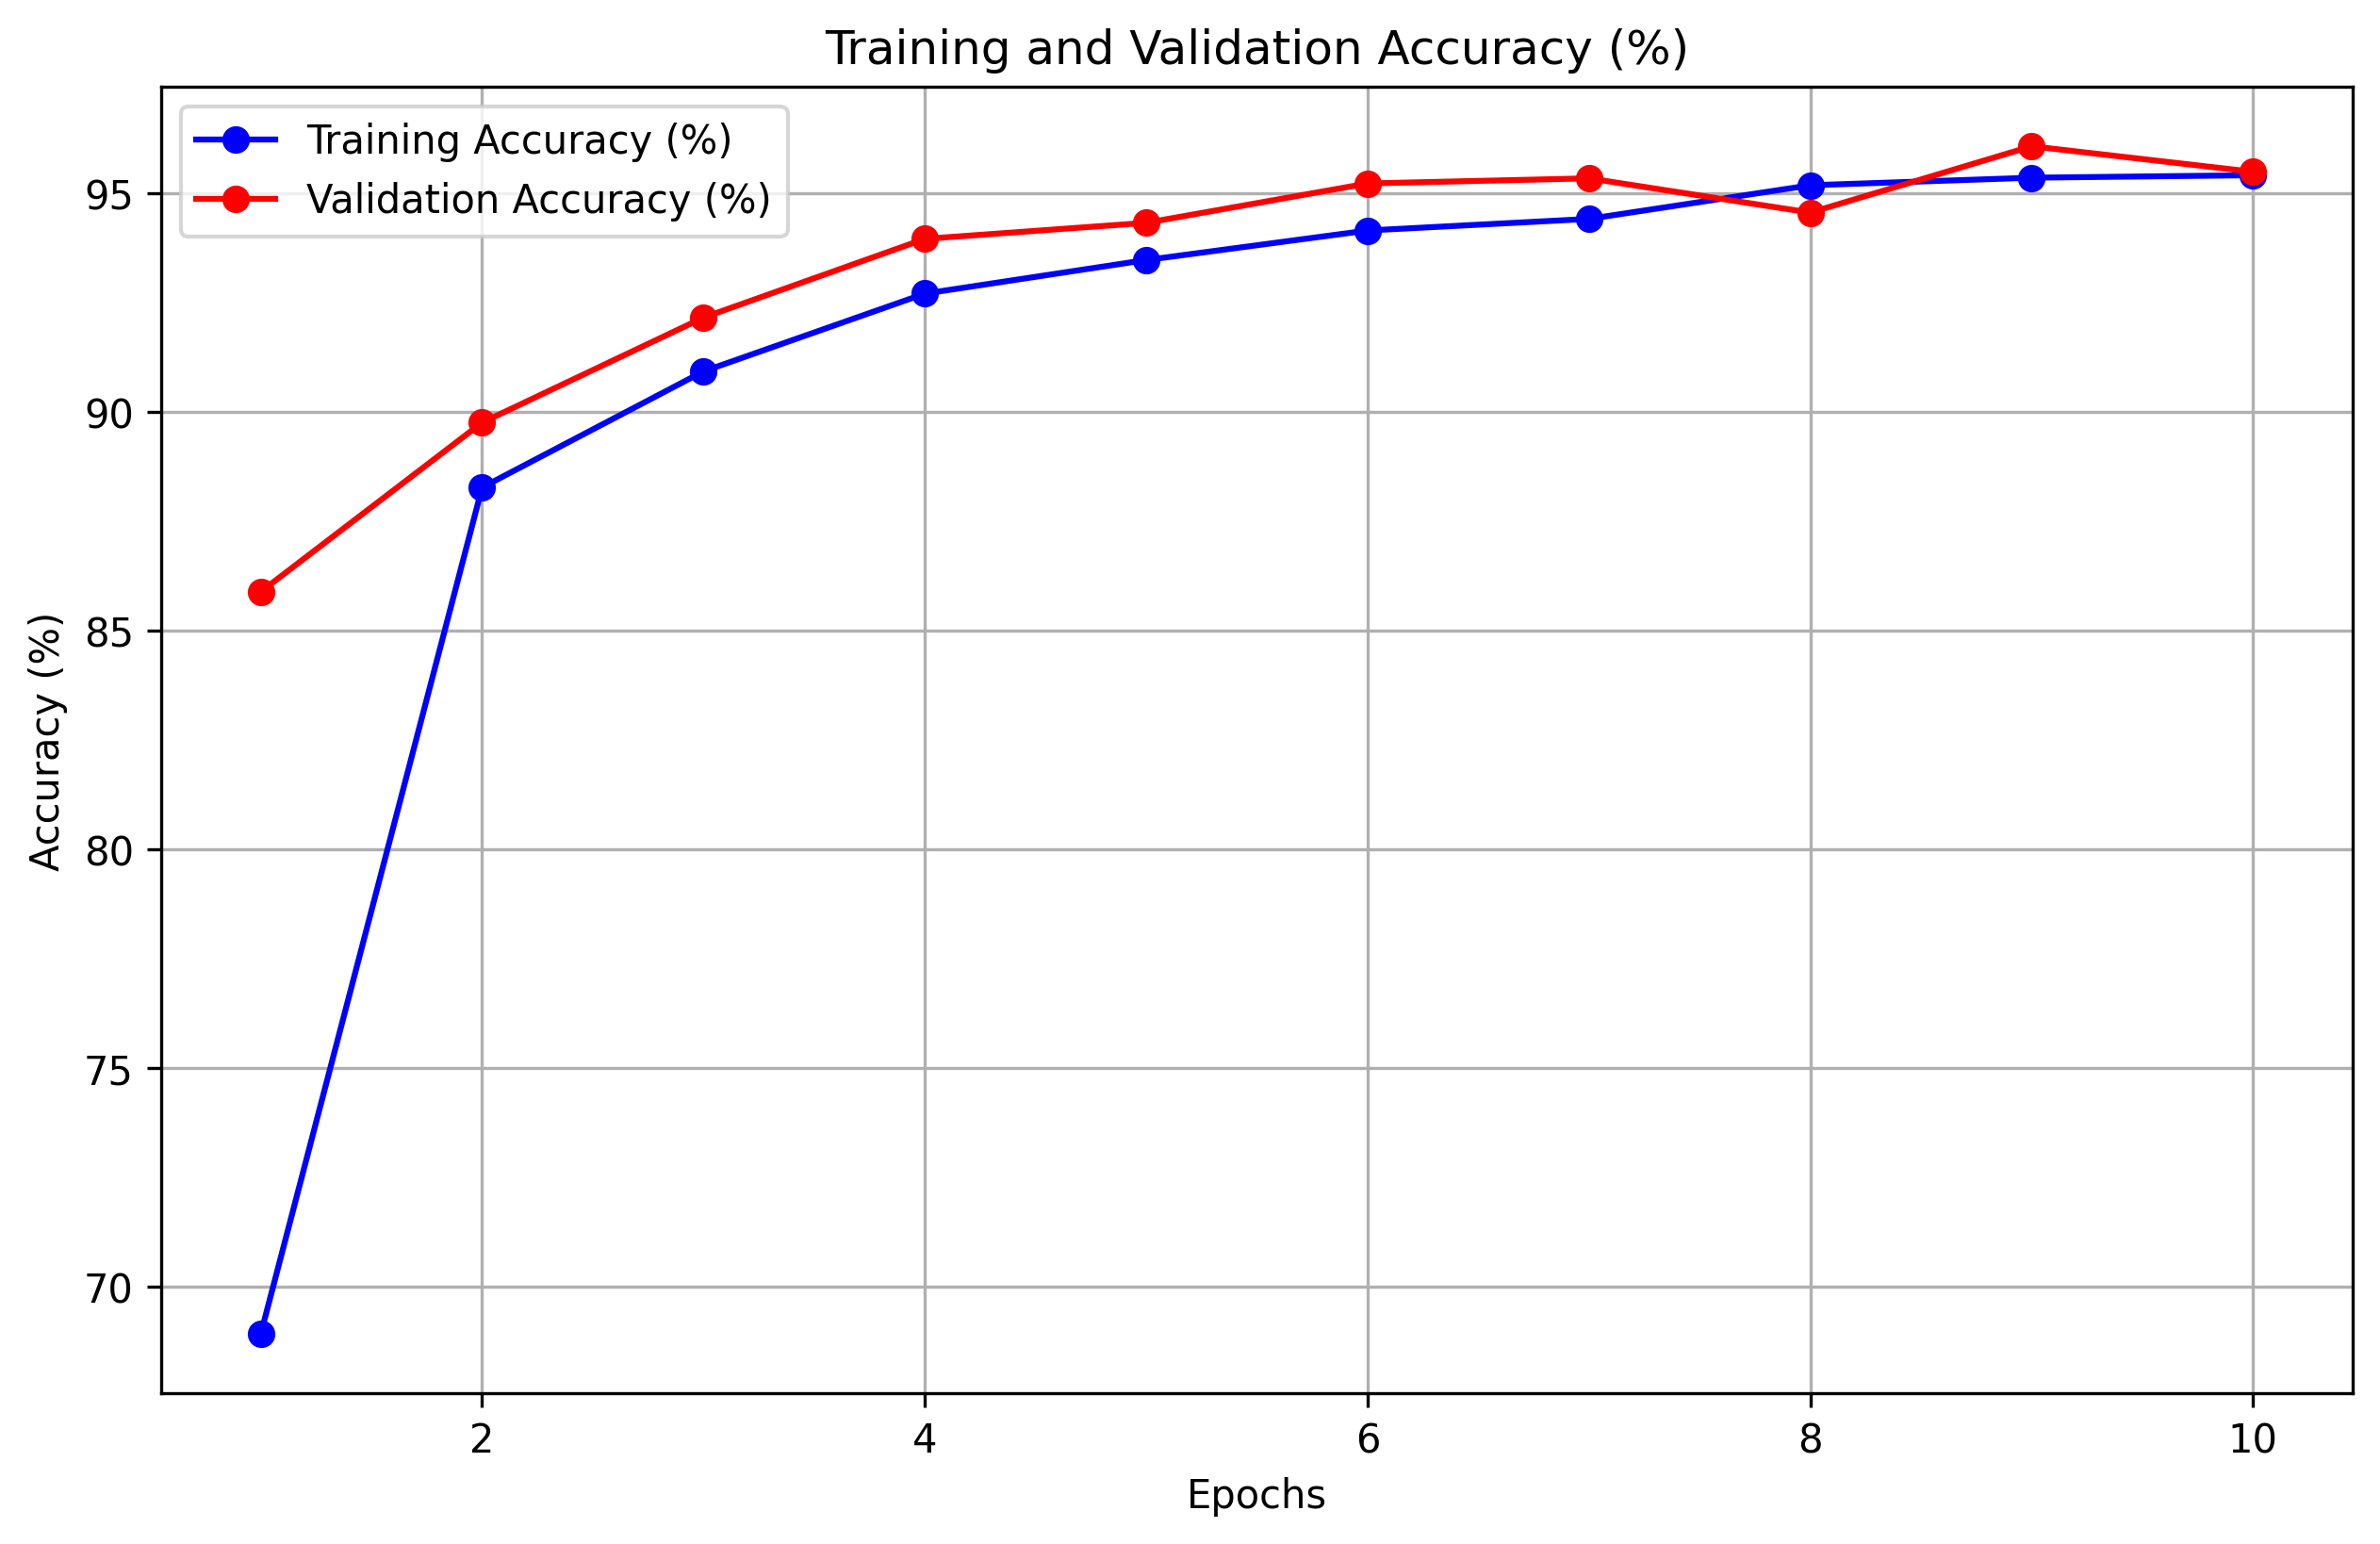 Training and Validation Accuracy (%)
Training Accuracy (%)
Validation Accuracy (%)
95
90
85
80
75
70
Accuracy (%)
2
4
6
8
10
Epochs